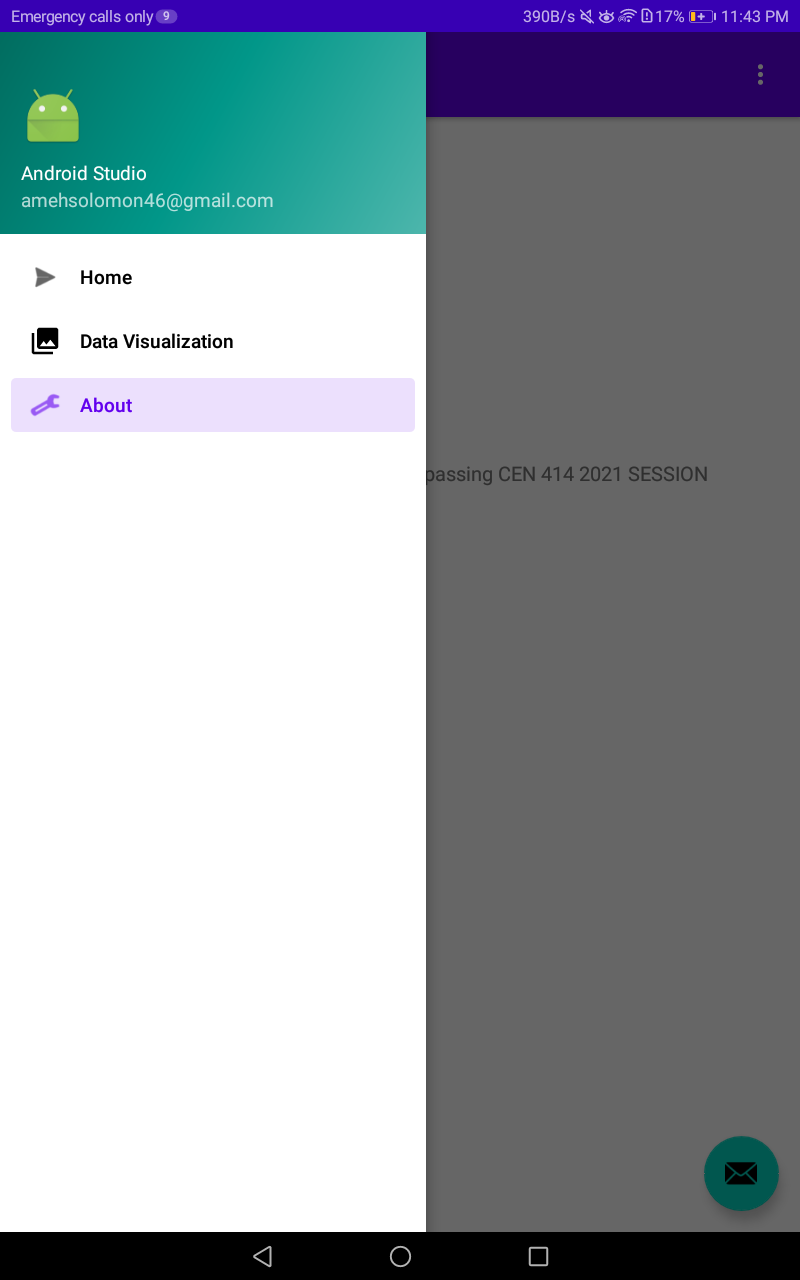 Emergency calls only 9 390B/s 17% 11:43 PM
Android Studio
amehsolomon46@gmail.com
Home
Data Visualization
About
passing CEN 414 2021 SESSION